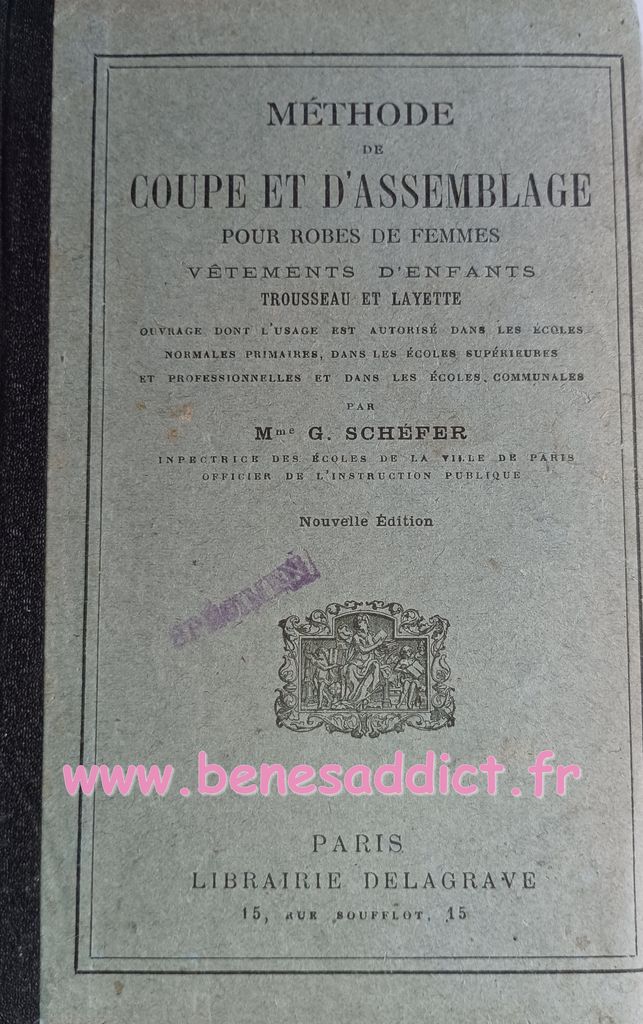 MÉTHODE
DE
COUPE ET D'ASSEMBLAGE
POUR ROBES DE FEMMES
VÊTEMENTS D'ENFANTS
TROUSSEAU ET LAYETTE
OUVRAGE DONT L'USAGE EST AUTORISÉ DANS LES ÉCOLES
NORMALES PRIMAIRES, DANS LES ÉCOLES SUPÉRIEURES
ET PROFESSIONNELLES ET DANS LES ÉCOLES COMMUNALES
PAR
Mme G. SCHÉFER
INPECTRICE DES ÉCOLES DE LA VILLE DE PARIS
OFFICIER DE L'INSTRUCTION PUBLIQUE
Nouvelle Édition
SPÉCIMEN
www.benesaddict.fr
PARIS
LIBRAIRIE DELAGRAVE
15, RUE SOUFFLOT, 15